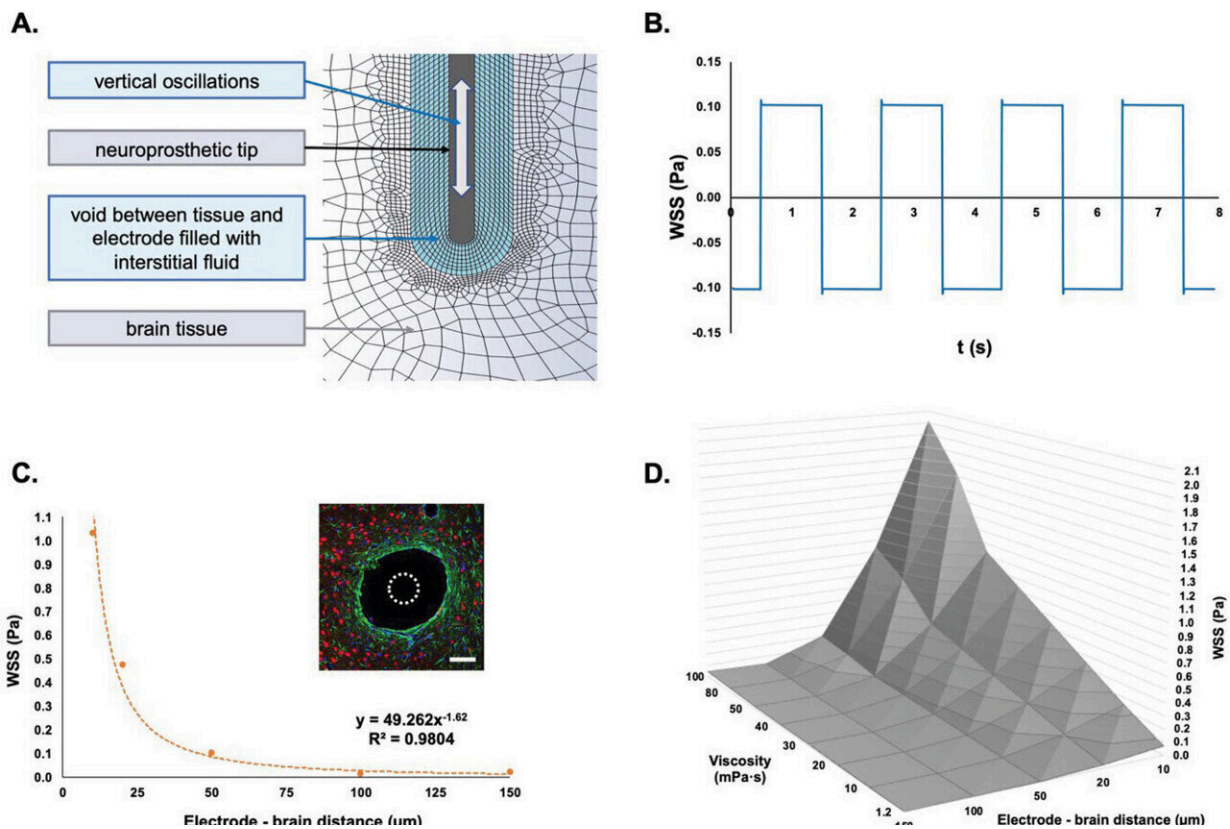 A.
vertical oscillations
neuroprosthetic tip
void between tissue and
electrode filled with
interstitial fluid
brain tissue
B.
0.15
0.10
0.05
0.00
-0.05
-0.10
-0.15
0 1 2 3 4 5 6 7 8
WSS (Pa)
t (s)
C.
1.1
1.0
0.9
0.8
0.7
0.6
0.5
0.4
0.3
0.2
0.1
0.0
0 25 50 75 100 125 150
WSS (Pa)
y = 49.262x⁻¹·⁶²
R² = 0.9804
Electrode - brain distance (µm)
D.
2.1
2.0
1.9
1.8
1.7
1.6
1.5
1.4
1.3
1.2
1.1
1.0
0.9
0.8
0.7
0.6
0.5
0.4
0.3
0.2
0.1
0.0
WSS (Pa)
100
80
50
40
30
20
10
1.2
Viscosity
(mPa·s)
150
100
50
20
10
Electrode - brain distance (µm)